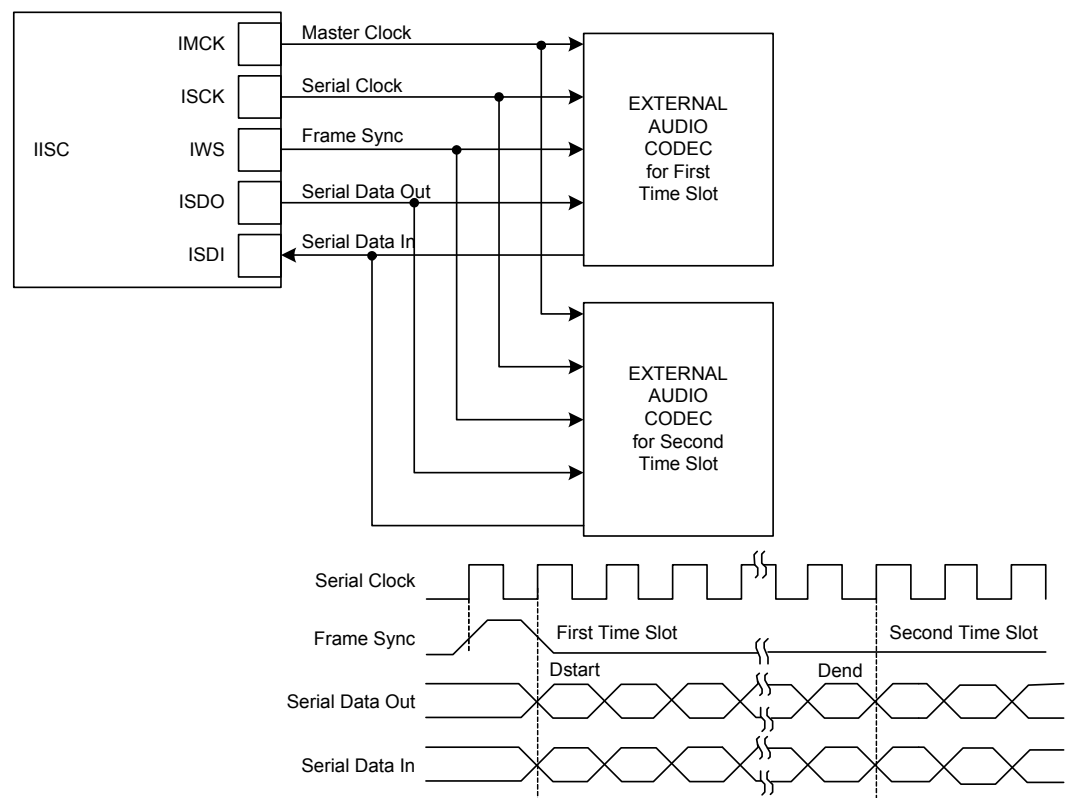 IISC
IMCK
ISCK
IWS
ISDO
ISDI
Master Clock
Serial Clock
Frame Sync
Serial Data Out
Serial Data In
EXTERNAL
AUDIO
CODEC
for First
Time Slot
EXTERNAL
AUDIO
CODEC
for Second
Time Slot
Serial Clock
Frame Sync
First Time Slot
Second Time Slot
Dstart
Dend
Serial Data Out
Serial Data In